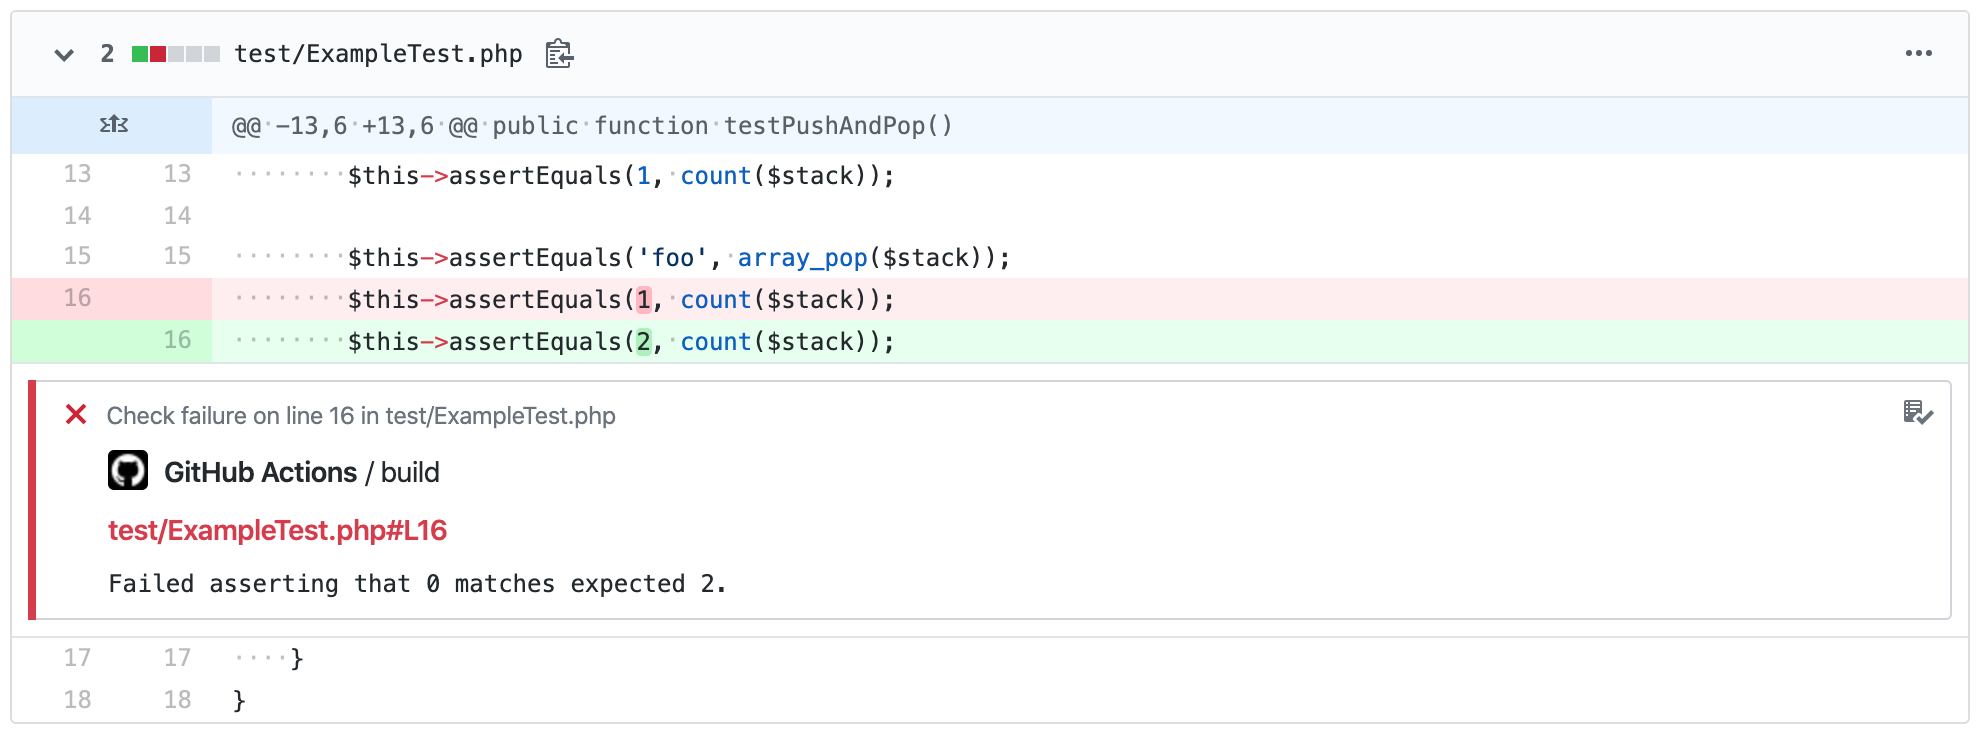 2 test/ExampleTest.php
@@ -13,6 +13,6 @@ public function testPushAndPop()
13 13 $this->assertEquals(1, count($stack));
14 14
15 15 $this->assertEquals('foo', array_pop($stack));
16 $this->assertEquals(1, count($stack));
16 $this->assertEquals(2, count($stack));
Check failure on line 16 in test/ExampleTest.php
GitHub Actions / build
test/ExampleTest.php#L16
Failed asserting that 0 matches expected 2.
17 17 }
18 18 }